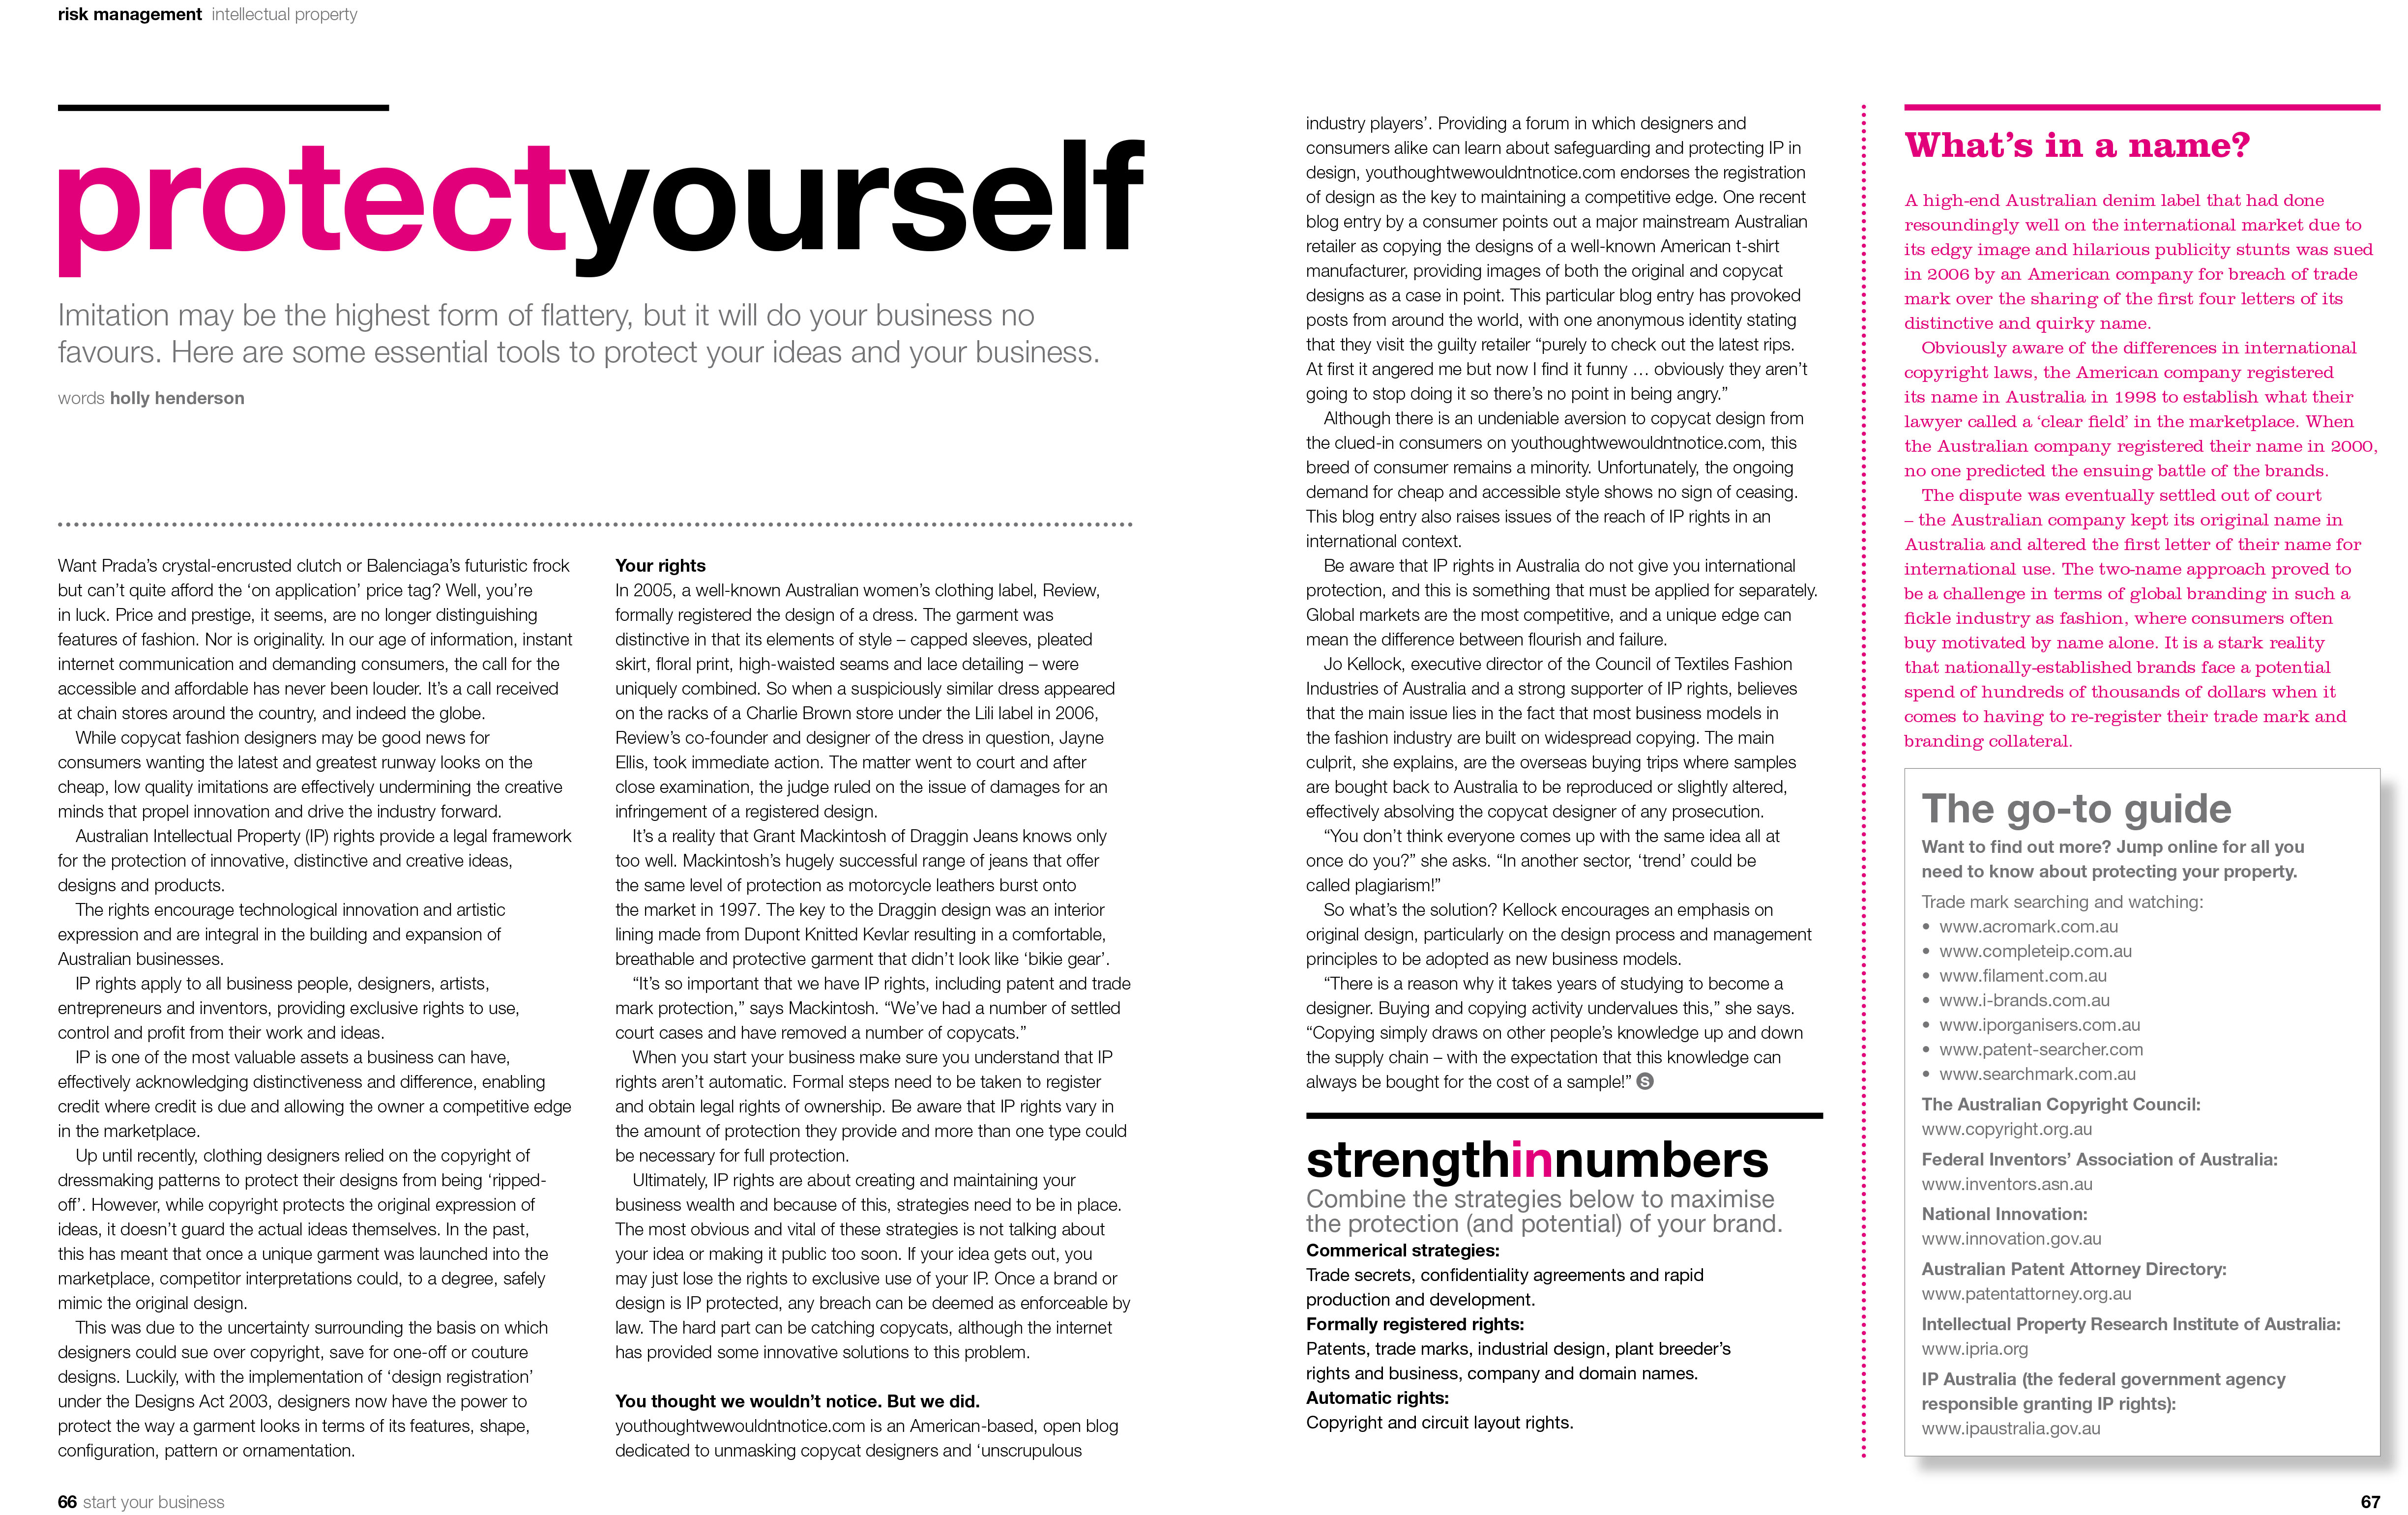 risk management intellectual property
protectyourself
Imitation may be the highest form of flattery, but it will do your business no
favours. Here are some essential tools to protect your ideas and your business.
words holly henderson
Want Prada’s crystal-encrusted clutch or Balenciaga’s futuristic frock
but can’t quite afford the ‘on application’ price tag? Well, you’re
in luck. Price and prestige, it seems, are no longer distinguishing
features of fashion. Nor is originality. In our age of information, instant
internet communication and demanding consumers, the call for the
accessible and affordable has never been louder. It’s a call received
at chain stores around the country, and indeed the globe.
While copycat fashion designers may be good news for
consumers wanting the latest and greatest runway looks on the
cheap, low quality imitations are effectively undermining the creative
minds that propel innovation and drive the industry forward.
Australian Intellectual Property (IP) rights provide a legal framework
for the protection of innovative, distinctive and creative ideas,
designs and products.
The rights encourage technological innovation and artistic
expression and are integral in the building and expansion of
Australian businesses.
IP rights apply to all business people, designers, artists,
entrepreneurs and inventors, providing exclusive rights to use,
control and profit from their work and ideas.
IP is one of the most valuable assets a business can have,
effectively acknowledging distinctiveness and difference, enabling
credit where credit is due and allowing the owner a competitive edge
in the marketplace.
Up until recently, clothing designers relied on the copyright of
dressmaking patterns to protect their designs from being ‘ripped-
off’. However, while copyright protects the original expression of
ideas, it doesn’t guard the actual ideas themselves. In the past,
this has meant that once a unique garment was launched into the
marketplace, competitor interpretations could, to a degree, safely
mimic the original design.
This was due to the uncertainty surrounding the basis on which
designers could sue over copyright, save for one-off or couture
designs. Luckily, with the implementation of ‘design registration’
under the Designs Act 2003, designers now have the power to
protect the way a garment looks in terms of its features, shape,
configuration, pattern or ornamentation.
Your rights
In 2005, a well-known Australian women’s clothing label, Review,
formally registered the design of a dress. The garment was
distinctive in that its elements of style – capped sleeves, pleated
skirt, floral print, high-waisted seams and lace detailing – were
uniquely combined. So when a suspiciously similar dress appeared
on the racks of a Charlie Brown store under the Lili label in 2006,
Review’s co-founder and designer of the dress in question, Jayne
Ellis, took immediate action. The matter went to court and after
close examination, the judge ruled on the issue of damages for an
infringement of a registered design.
It’s a reality that Grant Mackintosh of Draggin Jeans knows only
too well. Mackintosh’s hugely successful range of jeans that offer
the same level of protection as motorcycle leathers burst onto
the market in 1997. The key to the Draggin design was an interior
lining made from Dupont Knitted Kevlar resulting in a comfortable,
breathable and protective garment that didn’t look like ‘bikie gear’.
“It’s so important that we have IP rights, including patent and trade
mark protection,” says Mackintosh. “We’ve had a number of settled
court cases and have removed a number of copycats.”
When you start your business make sure you understand that IP
rights aren’t automatic. Formal steps need to be taken to register
and obtain legal rights of ownership. Be aware that IP rights vary in
the amount of protection they provide and more than one type could
be necessary for full protection.
Ultimately, IP rights are about creating and maintaining your
business wealth and because of this, strategies need to be in place.
The most obvious and vital of these strategies is not talking about
your idea or making it public too soon. If your idea gets out, you
may just lose the rights to exclusive use of your IP. Once a brand or
design is IP protected, any breach can be deemed as enforceable by
law. The hard part can be catching copycats, although the internet
has provided some innovative solutions to this problem.
You thought we wouldn’t notice. But we did.
youthoughtwewouldntnotice.com is an American-based, open blog
dedicated to unmasking copycat designers and ‘unscrupulous
industry players’. Providing a forum in which designers and
consumers alike can learn about safeguarding and protecting IP in
design, youthoughtwewouldntnotice.com endorses the registration
of design as the key to maintaining a competitive edge. One recent
blog entry by a consumer points out a major mainstream Australian
retailer as copying the designs of a well-known American t-shirt
manufacturer, providing images of both the original and copycat
designs as a case in point. This particular blog entry has provoked
posts from around the world, with one anonymous identity stating
that they visit the guilty retailer “purely to check out the latest rips.
At first it angered me but now I find it funny … obviously they aren’t
going to stop doing it so there’s no point in being angry.”
Although there is an undeniable aversion to copycat design from
the clued-in consumers on youthoughtwewouldntnotice.com, this
breed of consumer remains a minority. Unfortunately, the ongoing
demand for cheap and accessible style shows no sign of ceasing.
This blog entry also raises issues of the reach of IP rights in an
international context.
Be aware that IP rights in Australia do not give you international
protection, and this is something that must be applied for separately.
Global markets are the most competitive, and a unique edge can
mean the difference between flourish and failure.
Jo Kellock, executive director of the Council of Textiles Fashion
Industries of Australia and a strong supporter of IP rights, believes
that the main issue lies in the fact that most business models in
the fashion industry are built on widespread copying. The main
culprit, she explains, are the overseas buying trips where samples
are bought back to Australia to be reproduced or slightly altered,
effectively absolving the copycat designer of any prosecution.
“You don’t think everyone comes up with the same idea all at
once do you?” she asks. “In another sector, ‘trend’ could be
called plagiarism!”
So what’s the solution? Kellock encourages an emphasis on
original design, particularly on the design process and management
principles to be adopted as new business models.
“There is a reason why it takes years of studying to become a
designer. Buying and copying activity undervalues this,” she says.
“Copying simply draws on other people’s knowledge up and down
the supply chain – with the expectation that this knowledge can
always be bought for the cost of a sample!” S
strengthinnumbers
Combine the strategies below to maximise
the protection (and potential) of your brand.
Commerical strategies:
Trade secrets, confidentiality agreements and rapid
production and development.
Formally registered rights:
Patents, trade marks, industrial design, plant breeder’s
rights and business, company and domain names.
Automatic rights:
Copyright and circuit layout rights.
What’s in a name?
A high-end Australian denim label that had done
resoundingly well on the international market due to
its edgy image and hilarious publicity stunts was sued
in 2006 by an American company for breach of trade
mark over the sharing of the first four letters of its
distinctive and quirky name.
Obviously aware of the differences in international
copyright laws, the American company registered
its name in Australia in 1998 to establish what their
lawyer called a ‘clear field’ in the marketplace. When
the Australian company registered their name in 2000,
no one predicted the ensuing battle of the brands.
The dispute was eventually settled out of court
– the Australian company kept its original name in
Australia and altered the first letter of their name for
international use. The two-name approach proved to
be a challenge in terms of global branding in such a
fickle industry as fashion, where consumers often
buy motivated by name alone. It is a stark reality
that nationally-established brands face a potential
spend of hundreds of thousands of dollars when it
comes to having to re-register their trade mark and
branding collateral.
The go-to guide
Want to find out more? Jump online for all you
need to know about protecting your property.
Trade mark searching and watching:
• www.acromark.com.au
• www.completeip.com.au
• www.filament.com.au
• www.i-brands.com.au
• www.iporganisers.com.au
• www.patent-searcher.com
• www.searchmark.com.au
The Australian Copyright Council:
www.copyright.org.au
Federal Inventors’ Association of Australia:
www.inventors.asn.au
National Innovation:
www.innovation.gov.au
Australian Patent Attorney Directory:
www.patentattorney.org.au
Intellectual Property Research Institute of Australia:
www.ipria.org
IP Australia (the federal government agency
responsible granting IP rights):
www.ipaustralia.gov.au
66 start your business
67